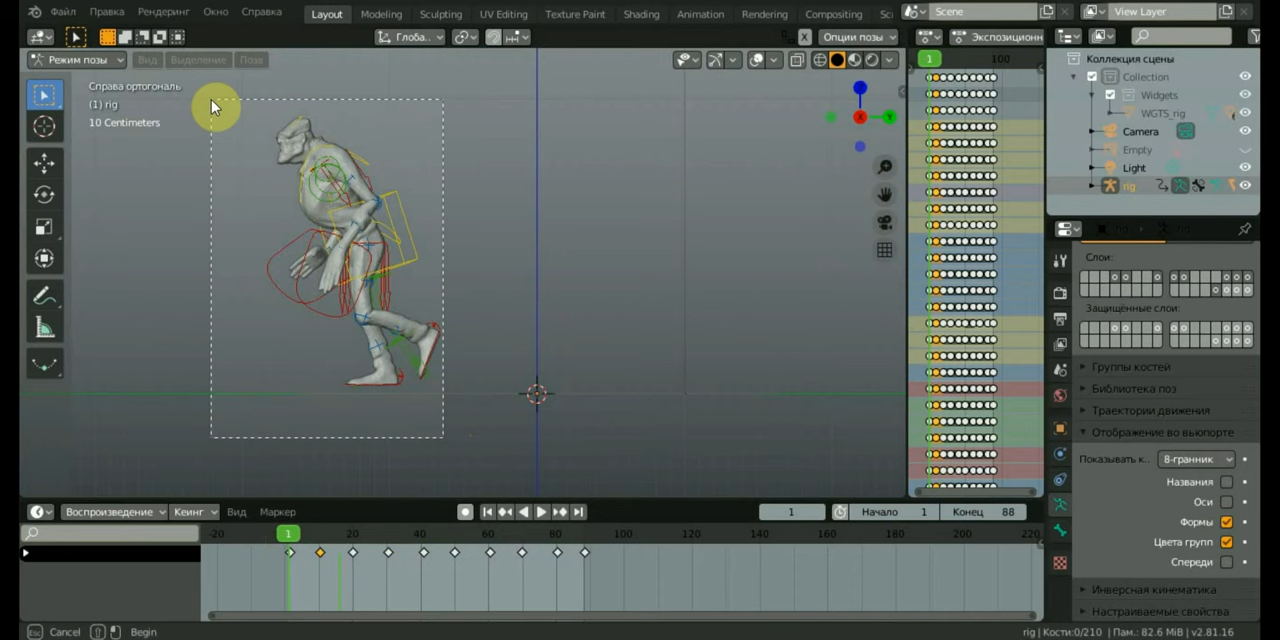 Файл Правка Рендеринг Окно Справка Layout Modeling Sculpting UV Editing Texture Paint Shading Animation Rendering Compositing Sc Scene View Layer
Глоба.. Опции позы Экспозиционн
Режим позы Вид Выделение Поза
Справа ортогональ
(1) rig
10 Centimeters
1 100
Коллекция сцены
Collection
Widgets
WGTS_rig
Camera
Empty
Light
rig
X Y
Слои:
Защищённые слои:
Группы костей
Библиотека поз
Траектории движения
Отображение во вьюпорте
Показывать к.. 8-гранник
Названия
Оси
Формы
Цвета групп
Спереди
Инверсная кинематика
Настраиваемые свойства
Воспроизведение Кеинг Вид Маркер 1 Начало 1 Конец 88
-20 1 20 40 60 80 100 120 140 160 180 200 220
Esc Cancel Begin rig | Кости:0/210 | Пам.: 82.6 MiB | v2.81.16